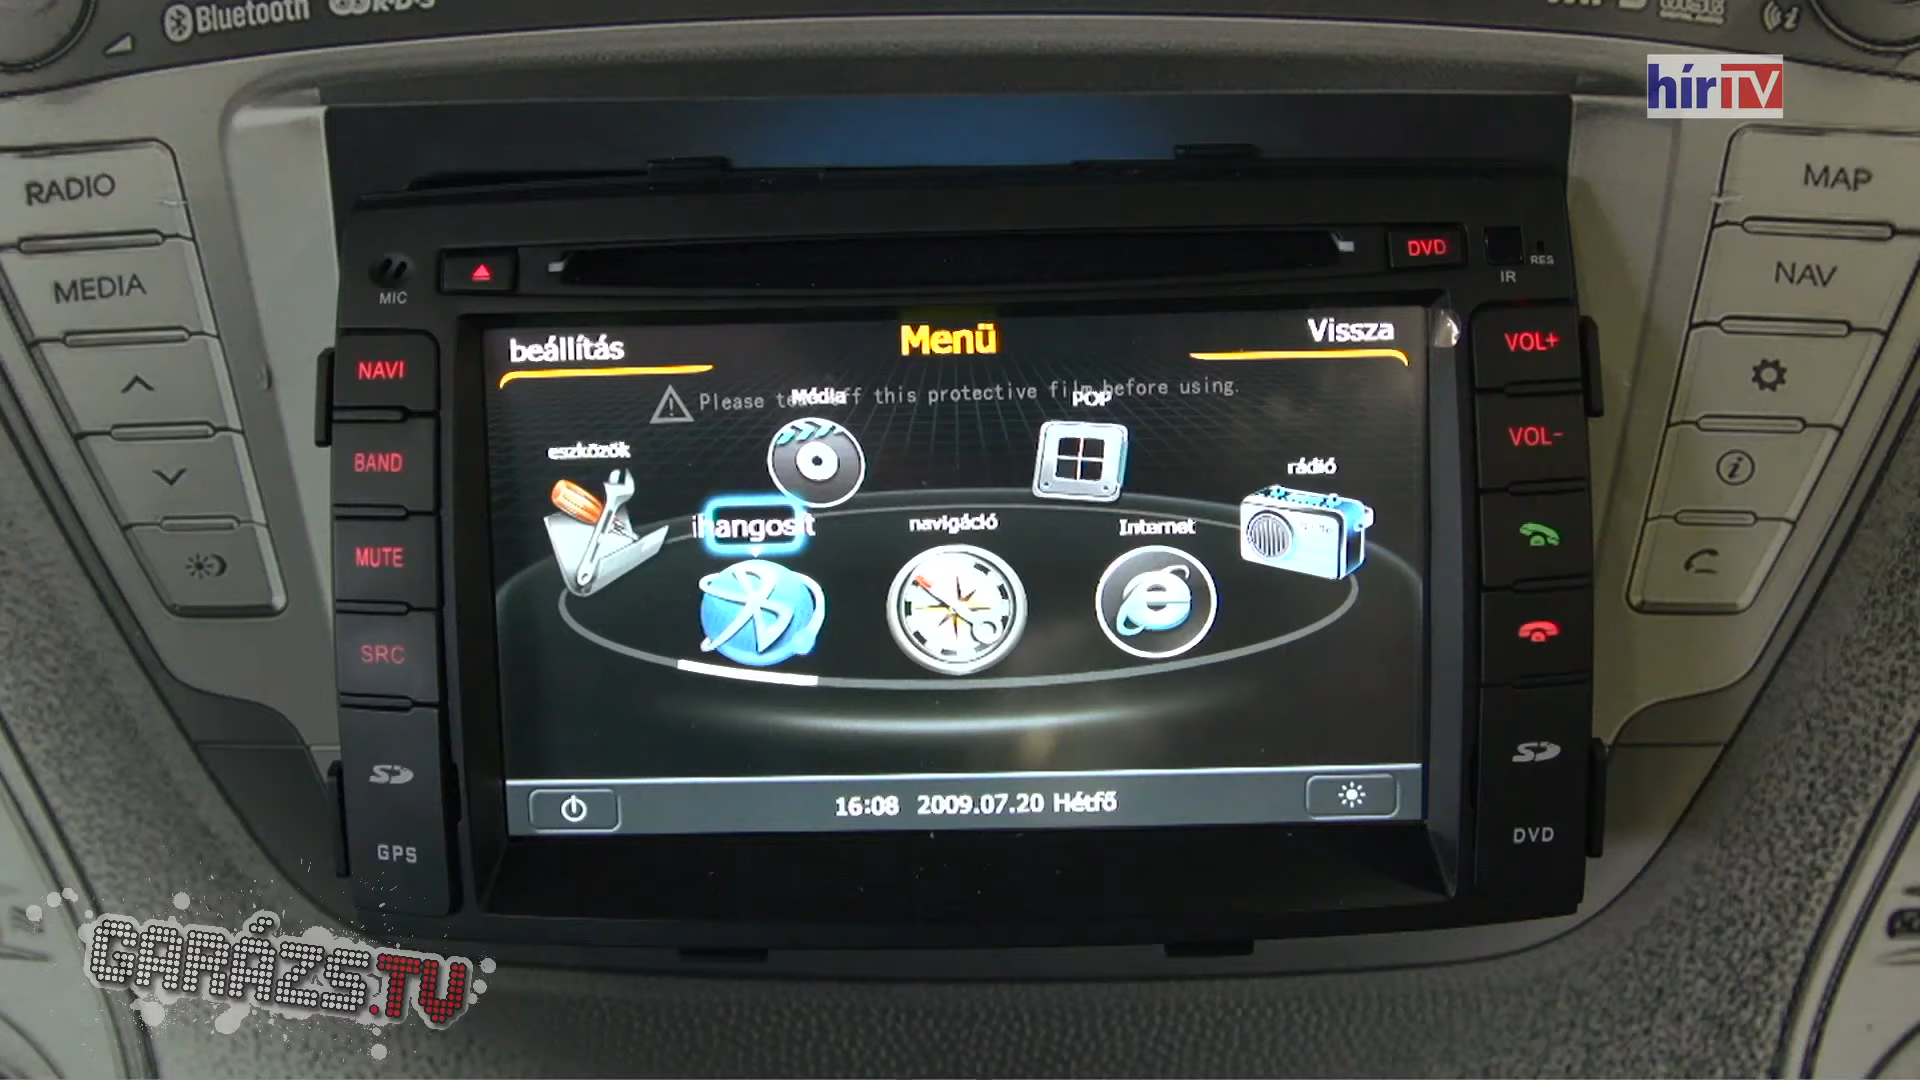 Bluetooth
R·D·S
hírTV
RADIO
MAP
MEDIA
NAV
MIC
DVD
IR
RES
NAVI
BAND
MUTE
SRC
GPS
VOL+
VOL-
DVD
beállítás
Menü
Vissza
Please tear off this protective film before using.
Média
POP
eszközök
rádió
ihangosít
navigáció
Internet
16:08 2009.07.20 Hétfő
GARÁZS.TV